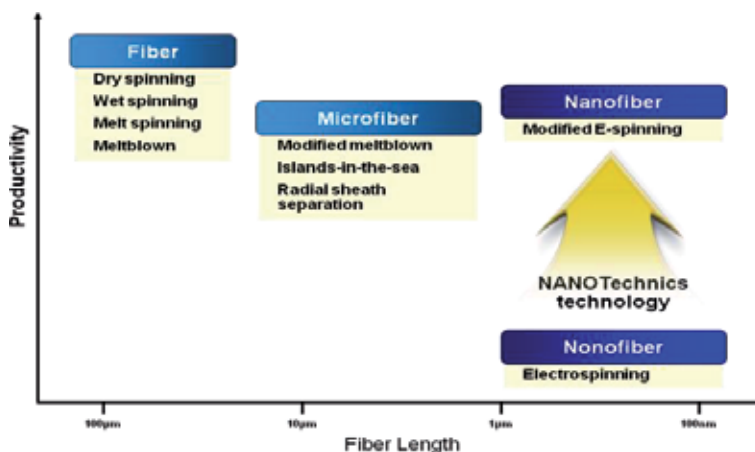 Productivity
Fiber
Dry spinning
Wet spinning
Melt spinning
Meltblown
Microfiber
Modified meltblown
Islands-in-the-sea
Radial sheath
separation
Nanofiber
Modified E-spinning
NANOTechnics
technology
Nonofiber
Electrospinning
100µm
10µm
1µm
100nm
Fiber Length